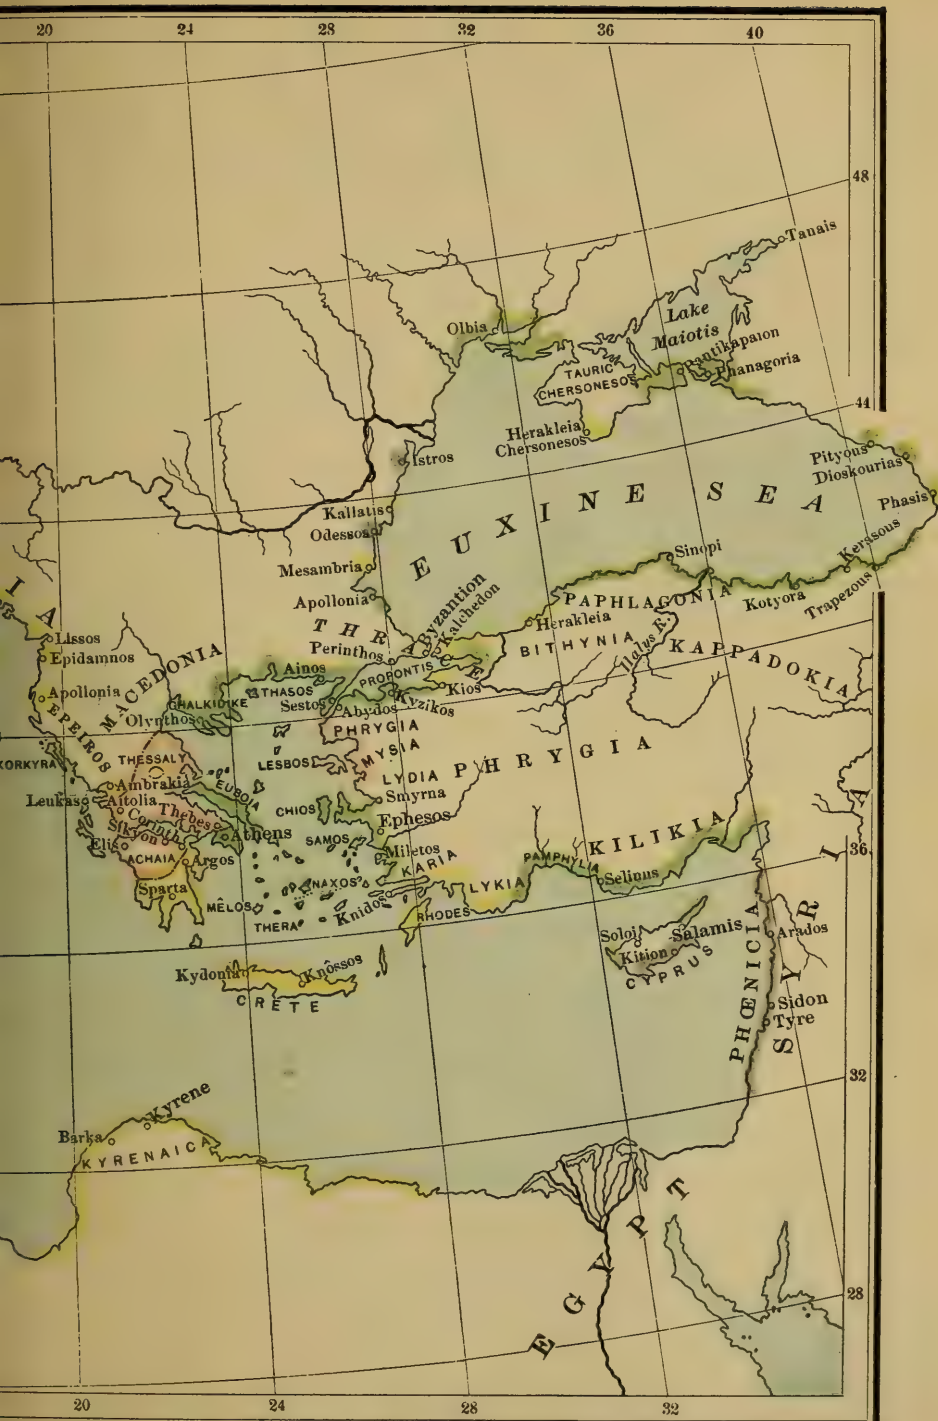 20 24 28 32 36 40
48
Tanais
Lake
Maiotis
Olbia
Pantikapaion
Phanagoria
TAURIC
CHERSONESOS
44
Herakleia
Chersonesos
Istros
Pityous
Dioskourias
Phasis
EUXINE SEA
Kallatis
Odessos
Mesambria
Apollonia
Sinopi
Kerasous
Trapezous
Kotyora
PAPHLAGONIA
Byzantion
Kalchedon
Herakleia
BITHYNIA
Halys R.
KAPPADOKIA
THRACE
Perinthos
PROPONTIS
Kios
Kyzikos
IA
Lissos
Epidamnos
Apollonia
MACEDONIA
EPEIROS
Ainos
THASOS
CHALKIDIKE
Sestos
Olynthos
Abydos
PHRYGIA
MYSIA
KORKYRA
THESSALY
LESBOS
LYDIA
PHRYGIA
Ambrakia
Leukas
Aitolia
EUBOIA
CHIOS
Smyrna
Ephesos
Thebes
Corinth
Sikyon
Athens
SAMOS
Elis
ACHAIA
Argos
Miletos
KARIA
KILIKIA
PAMPHYLIA
Selinus
36
Sparta
MÊLOS
NAXOS
THERA
Knidos
LYKIA
RHODES
Soloi
Salamis
Kition
CYPRUS
Arados
SYRIA
PHŒNICIA
Sidon
Tyre
Kydonia
Knôssos
CRETE
32
Kyrene
Barka
KYRENAICA
EGYPT
28
20 24 28 32